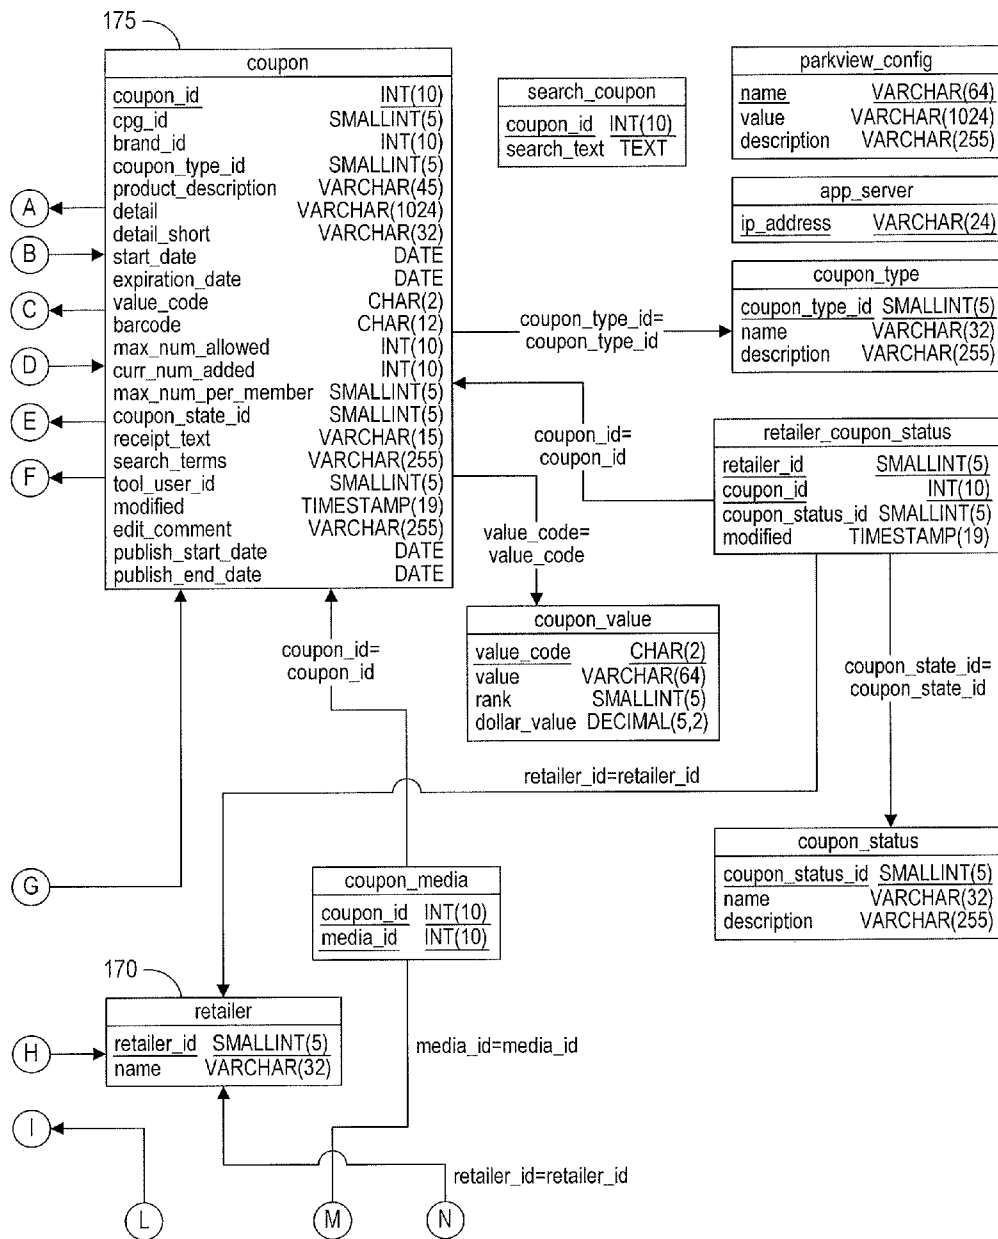 175
coupon
coupon_id INT(10)
cpg_id SMALLINT(5)
brand_id INT(10)
coupon_type_id SMALLINT(5)
product_description VARCHAR(45)
detail VARCHAR(1024)
detail_short VARCHAR(32)
start_date DATE
expiration_date DATE
value_code CHAR(2)
barcode CHAR(12)
max_num_allowed INT(10)
curr_num_added INT(10)
max_num_per_member SMALLINT(5)
coupon_state_id SMALLINT(5)
receipt_text VARCHAR(15)
search_terms VARCHAR(255)
tool_user_id SMALLINT(5)
modified TIMESTAMP(19)
edit_comment VARCHAR(255)
publish_start_date DATE
publish_end_date DATE
A
B
C
D
E
F
search_coupon
coupon_id INT(10)
search_text TEXT
parkview_config
name VARCHAR(64)
value VARCHAR(1024)
description VARCHAR(255)
app_server
ip_address VARCHAR(24)
coupon_type
coupon_type_id SMALLINT(5)
name VARCHAR(32)
description VARCHAR(255)
coupon_type_id=
coupon_type_id
coupon_id=
coupon_id
retailer_coupon_status
retailer_id SMALLINT(5)
coupon_id INT(10)
coupon_status_id SMALLINT(5)
modified TIMESTAMP(19)
value_code=
value_code
coupon_value
value_code CHAR(2)
value VARCHAR(64)
rank SMALLINT(5)
dollar_value DECIMAL(5,2)
coupon_id=
coupon_id
coupon_state_id=
coupon_state_id
retailer_id=retailer_id
coupon_status
coupon_status_id SMALLINT(5)
name VARCHAR(32)
description VARCHAR(255)
G
coupon_media
coupon_id INT(10)
media_id INT(10)
170
retailer
retailer_id SMALLINT(5)
name VARCHAR(32)
H
media_id=media_id
I
retailer_id=retailer_id
L
M
N